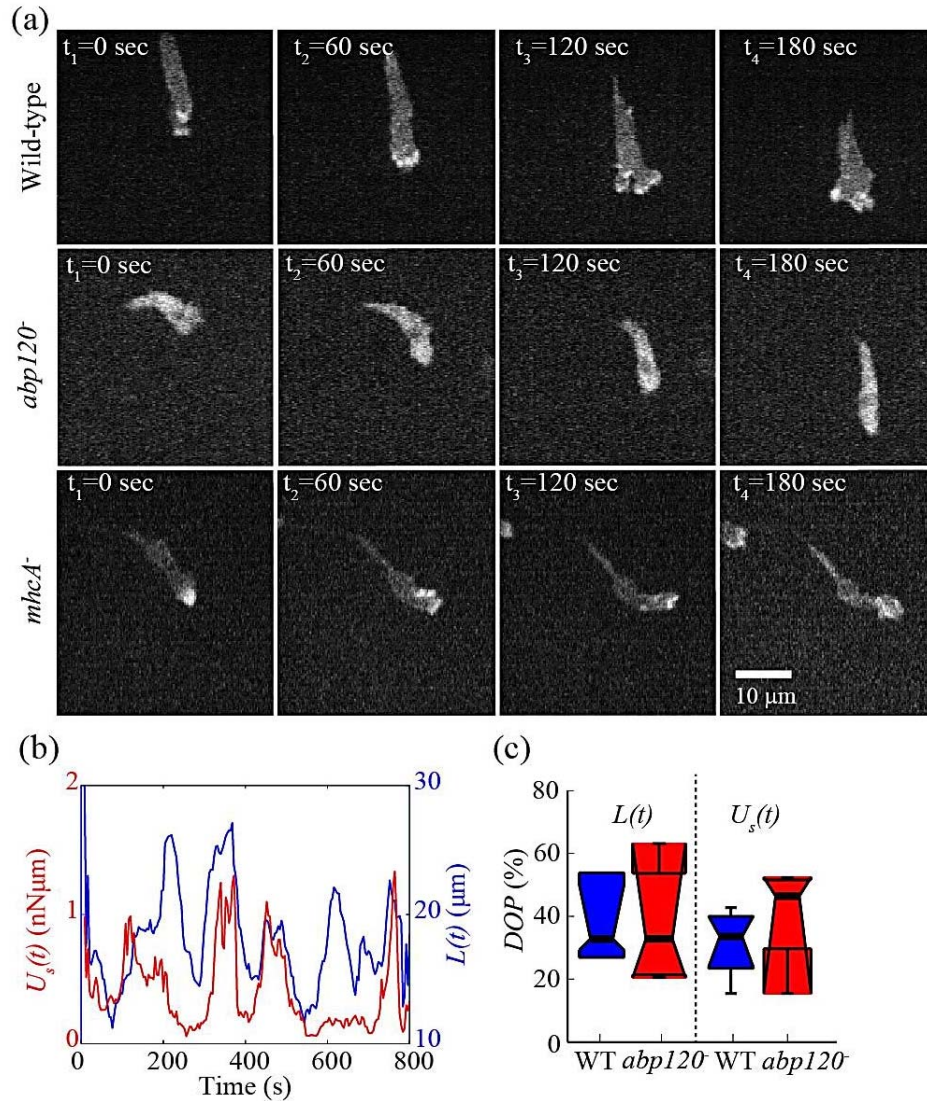 (a)
Wild-type
t₁=0 sec
t₂=60 sec
t₃=120 sec
t₄=180 sec
abp120⁻
t₁=0 sec
t₂=60 sec
t₃=120 sec
t₄=180 sec
mhcA⁻
t₁=0 sec
t₂=60 sec
t₃=120 sec
t₄=180 sec
10 μm
(b)
2
1
0
Uₛ(t) (nNμm)
30
20
10
L(t) (μm)
0 200 400 600 800
Time (s)
(c)
80
60
40
20
0
DOP (%)
L(t) Uₛ(t)
WT abp120⁻ WT abp120⁻